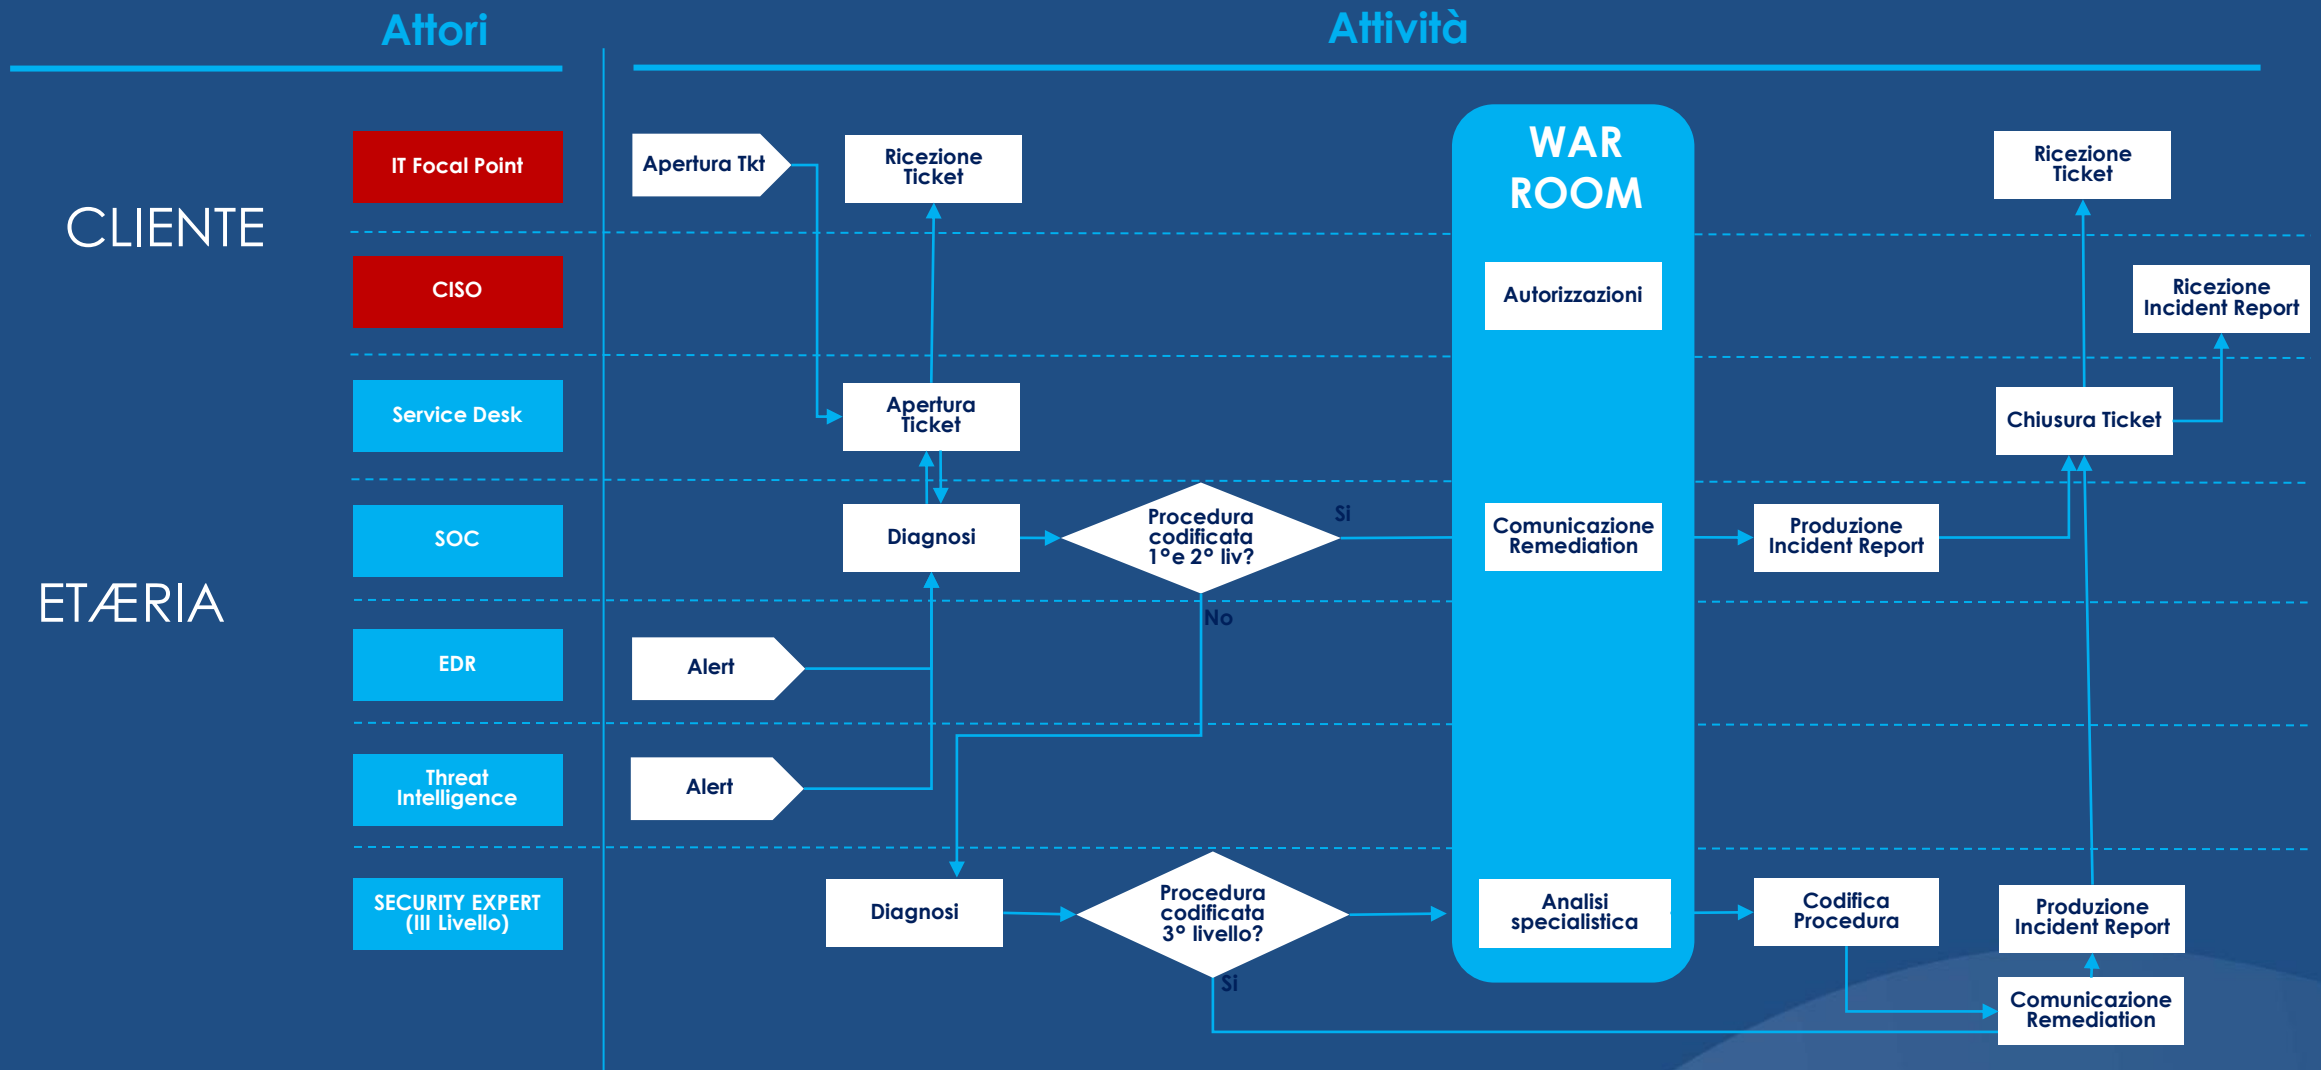 Attori
Attività
CLIENTE
IT Focal Point
Apertura Tkt
Ricezione
Ticket
WAR
ROOM
Ricezione
Ticket
CISO
Autorizzazioni
Ricezione
Incident Report
Service Desk
Apertura
Ticket
Chiusura Ticket
ETÆRIA
SOC
Diagnosi
Procedura
codificata
1°e 2° liv?
Si
No
Comunicazione
Remediation
Produzione
Incident Report
EDR
Alert
Threat
Intelligence
Alert
SECURITY EXPERT
(III Livello)
Diagnosi
Procedura
codificata
3° livello?
Si
Analisi
specialistica
Codifica
Procedura
Produzione
Incident Report
Comunicazione
Remediation